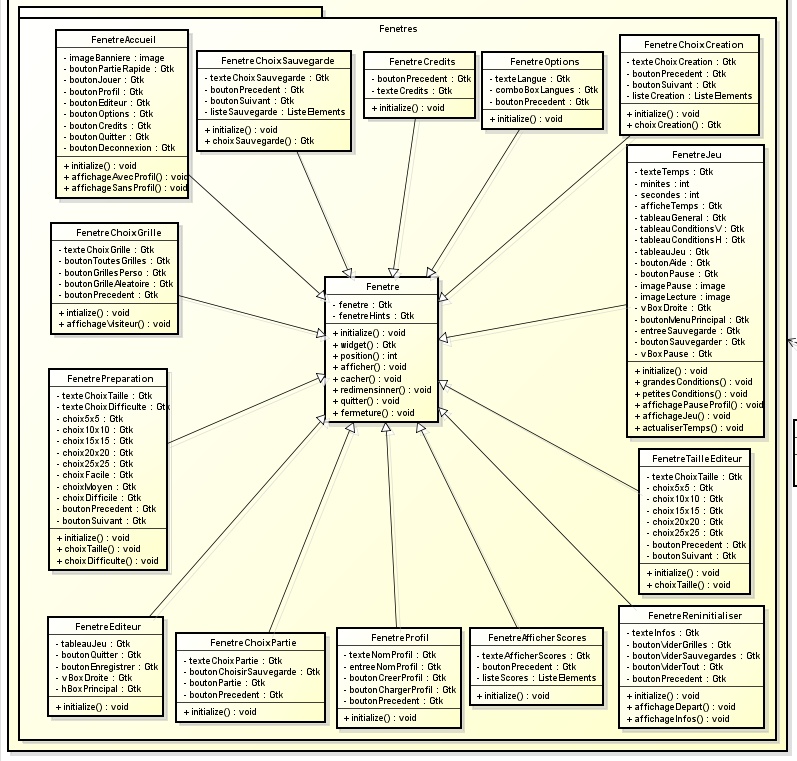 Fenetres
FenetreAccueil
- imageBanniere : image
- boutonPartieRapide : Gtk
- boutonJouer : Gtk
- boutonProfil : Gtk
- boutonEditeur : Gtk
- boutonOptions : Gtk
- boutonCredits : Gtk
- boutonQuitter : Gtk
- boutonDeconnexion : Gtk
+ initialize() : void
+ affichageAvecProfil() : void
+ affichageSansProfil() : void
FenetreChoixSauvegarde
- texteChoixSauvegarde : Gtk
- boutonPrecedent : Gtk
- boutonSuivant : Gtk
- listeSauvegarde : ListeElements
+ initialize() : void
+ choixSauvegarde() : Gtk
FenetreCredits
- boutonPrecedent : Gtk
- texteCredits : Gtk
+ initialize() : void
FenetreOptions
- texteLangue : Gtk
- comboBoxLangues : Gtk
- boutonPrecedent : Gtk
+ initialize() : void
FenetreChoixCreation
- texteChoixCreation : Gtk
- boutonPrecedent : Gtk
- boutonSuivant : Gtk
- listeCreation : ListeElements
+ initialize() : void
+ choixCreation() : Gtk
FenetreJeu
- texteTemps : Gtk
- minites : int
- secondes : int
- afficheTemps : Gtk
- tableauGeneral : Gtk
- tableauConditionsV : Gtk
- tableauConditionsH : Gtk
- tableauJeu : Gtk
- boutonAide : Gtk
- boutonPause : Gtk
- imagePause : image
- imageLecture : image
- vBoxDroite : Gtk
- boutonMenuPrincipal : Gtk
- entreeSauvegarde : Gtk
- boutonSauvegarder : Gtk
- vBoxPause : Gtk
+ initialize() : void
+ grandesConditions() : void
+ petitesConditions() : void
+ affichagePauseProfil() : void
+ affichageJeu() : void
+ actualiserTemps() : void
FenetreChoixGrille
- texteChoixGrille : Gtk
- boutonToutesGrilles : Gtk
- boutonGrillesPerso : Gtk
- boutonGrilleAleatoire : Gtk
- boutonPrecedent : Gtk
+ intialize() : void
+ affichageVisiteur() : void
Fenetre
- fenetre : Gtk
- fenetreHints : Gtk
+ initialize() : void
+ widget() : Gtk
+ position() : int
+ afficher() : void
+ cacher() : void
+ redimensinner() : void
+ quitter() : void
+ fermeture() : void
FenetrePreparation
- texteChoixTaille : Gtk
- texteChoixDifficulte : Gtk
- choix5x5 : Gtk
- choix10x10 : Gtk
- choix15x15 : Gtk
- choix20x20 : Gtk
- choix25x25 : Gtk
- choixFacile : Gtk
- choixMoyen : Gtk
- choixDifficile : Gtk
- boutonPrecedent : Gtk
- boutonSuivant : Gtk
+ initialize() : void
+ choixTaille() : void
+ choixDifficulte() : void
FenetreTailleEditeur
- texteChoixTaille : Gtk
- choix5x5 : Gtk
- choix10x10 : Gtk
- choix15x15 : Gtk
- choix20x20 : Gtk
- choix25x25 : Gtk
- boutonPrecedent : Gtk
- boutonSuivant : Gtk
+ initialize() : void
+ choixTaille() : void
FenetreEditeur
- tableauJeu : Gtk
- boutonQuitter : Gtk
- boutonEnregistrer : Gtk
- vBoxDroite : Gtk
- hBoxPrincipal : Gtk
+ initialize() : void
FenetreChoixPartie
- texteChoixPartie : Gtk
- boutonChoisirSauvegarde : Gtk
- boutonPartie : Gtk
- boutonPrecedent : Gtk
+ initialize() : void
FenetreProfil
- texteNomProfil : Gtk
- entreeNomProfil : Gtk
- boutonCreerProfil : Gtk
- boutonChargerProfil : Gtk
- boutonPrecedent : Gtk
+ initialize() : void
FenetreAfficherScores
- texteAfficherScores : Gtk
- boutonPrecedent : Gtk
- listeScores : ListeElements
+ initialize() : void
FenetreReninitialiser
- texteInfos : Gtk
- boutonViderGrilles : Gtk
- boutonViderSauvegardes : Gtk
- boutonViderTout : Gtk
- boutonPrecedent : Gtk
+ initialize() : void
+ affichageDepart() : void
+ affichageInfos() : void